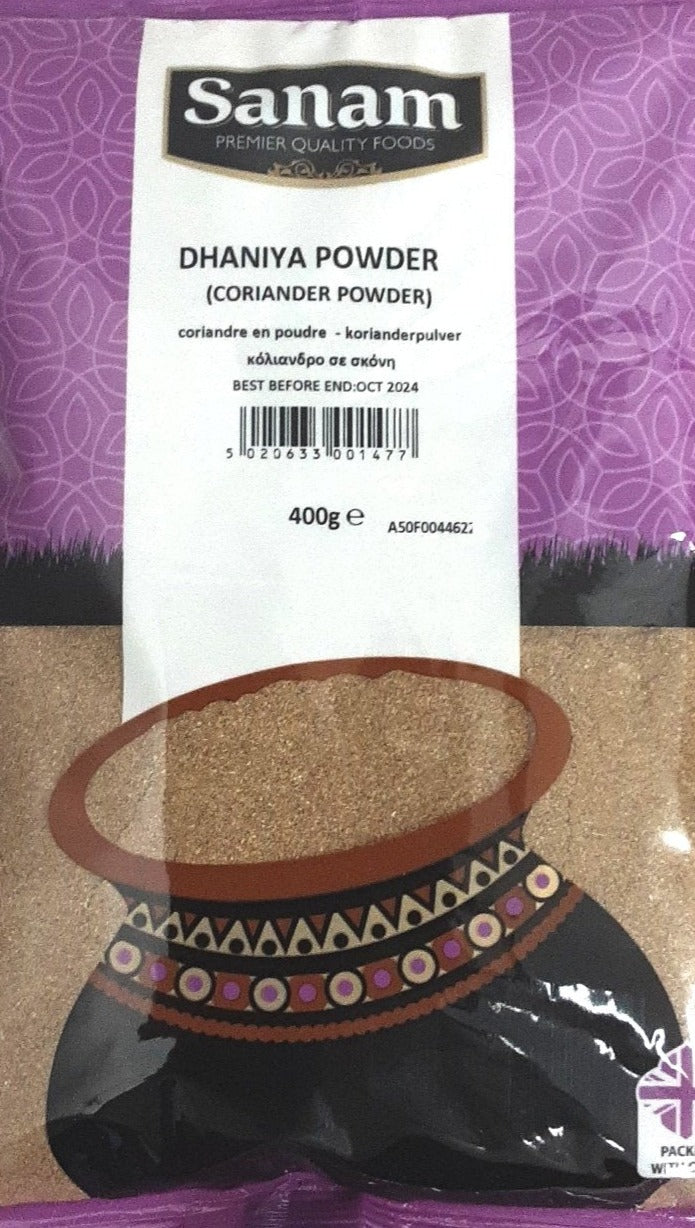 Sanam
PREMIER QUALITY FOODS
DHANIYA POWDER
(CORIANDER POWDER)
coriandre en poudre - korianderpulver
κόλιανδρο σε σκόνη
BEST BEFORE END:OCT 2024
5 020633 001477
400g ℮ A50F004462